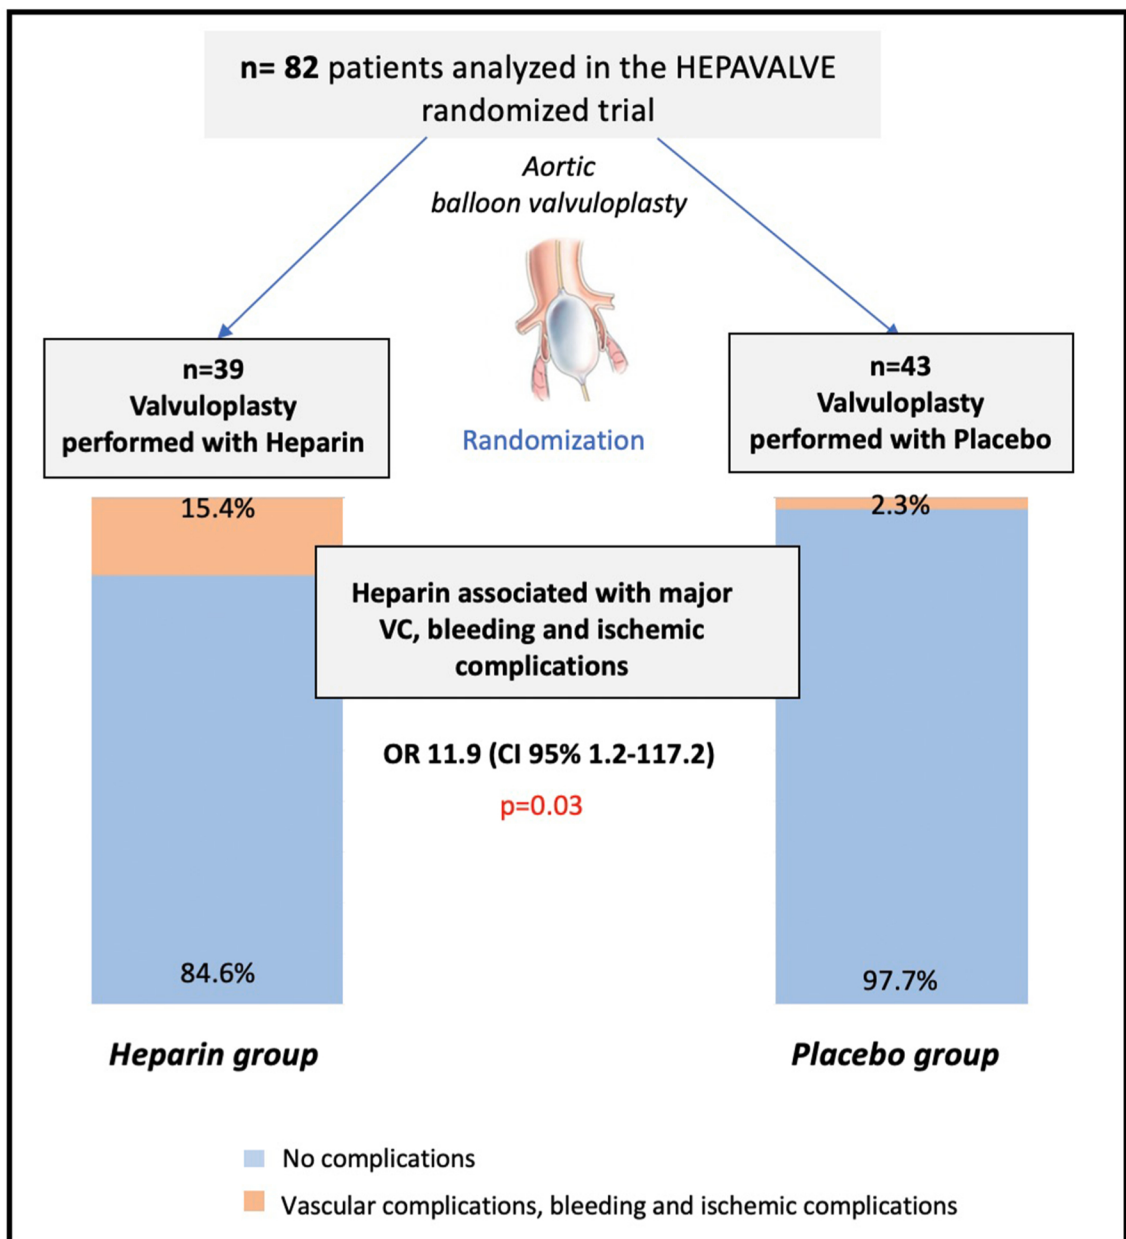 n= 82 patients analyzed in the HEPAVALVE
randomized trial
Aortic
balloon valvuloplasty
n=39
Valvuloplasty
performed with Heparin
Randomization
n=43
Valvuloplasty
performed with Placebo
15.4%
2.3%
Heparin associated with major
VC, bleeding and ischemic
complications
OR 11.9 (CI 95% 1.2-117.2)
p=0.03
84.6%
97.7%
Heparin group
Placebo group
No complications
Vascular complications, bleeding and ischemic complications